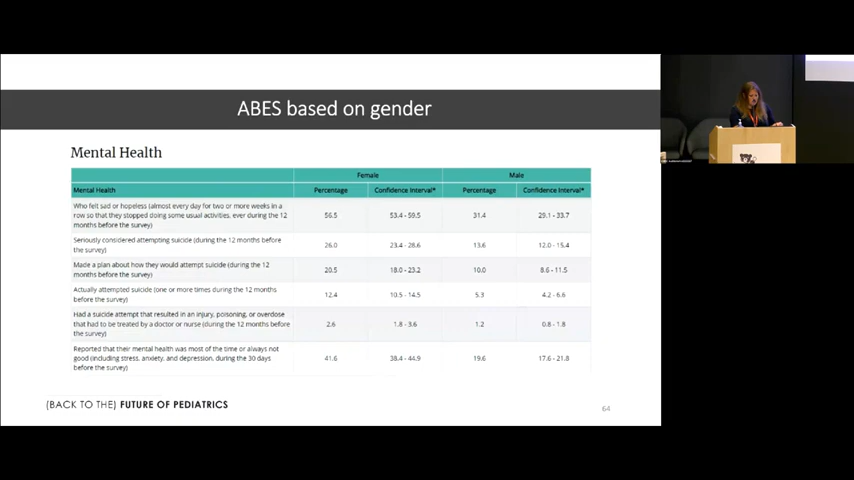 ABES based on gender
Mental Health
Female Male
Mental Health Percentage Confidence Interval* Percentage Confidence Interval*
Who felt sad or hopeless (almost every day for two or more weeks in a
row so that they stopped doing some usual activities, ever during the 12
months before the survey)
56.5 53.4 - 59.5 31.4 29.1 - 33.7
Seriously considered attempting suicide (during the 12 months before
the survey)
26.0 23.4 - 28.6 13.6 12.0 - 15.4
Made a plan about how they would attempt suicide (during the 12
months before the survey)
20.5 18.0 - 23.2 10.0 8.6 - 11.5
Actually attempted suicide (one or more times during the 12 months
before the survey)
12.4 10.5 - 14.5 5.3 4.2 - 6.6
Had a suicide attempt that resulted in an injury, poisoning, or overdose
that had to be treated by a doctor or nurse (during the 12 months before
the survey)
2.6 1.8 - 3.6 1.2 0.8 - 1.8
Reported that their mental health was most of the time or always not
good (including stress, anxiety, and depression, during the 30 days
before the survey)
41.6 38.4 - 44.9 19.6 17.6 - 21.8
(BACK TO THE) FUTURE OF PEDIATRICS
64